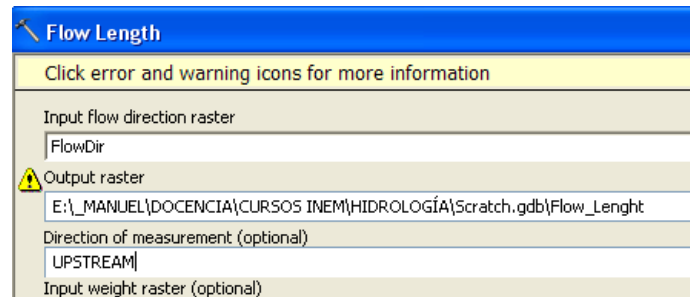 Flow Length
Click error and warning icons for more information
Input flow direction raster
FlowDir
Output raster
E:\_MANUEL\DOCENCIA\CURSOS INEM\HIDROLOGÍA\Scratch.gdb\Flow_Lenght
Direction of measurement (optional)
UPSTREAM
Input weight raster (optional)